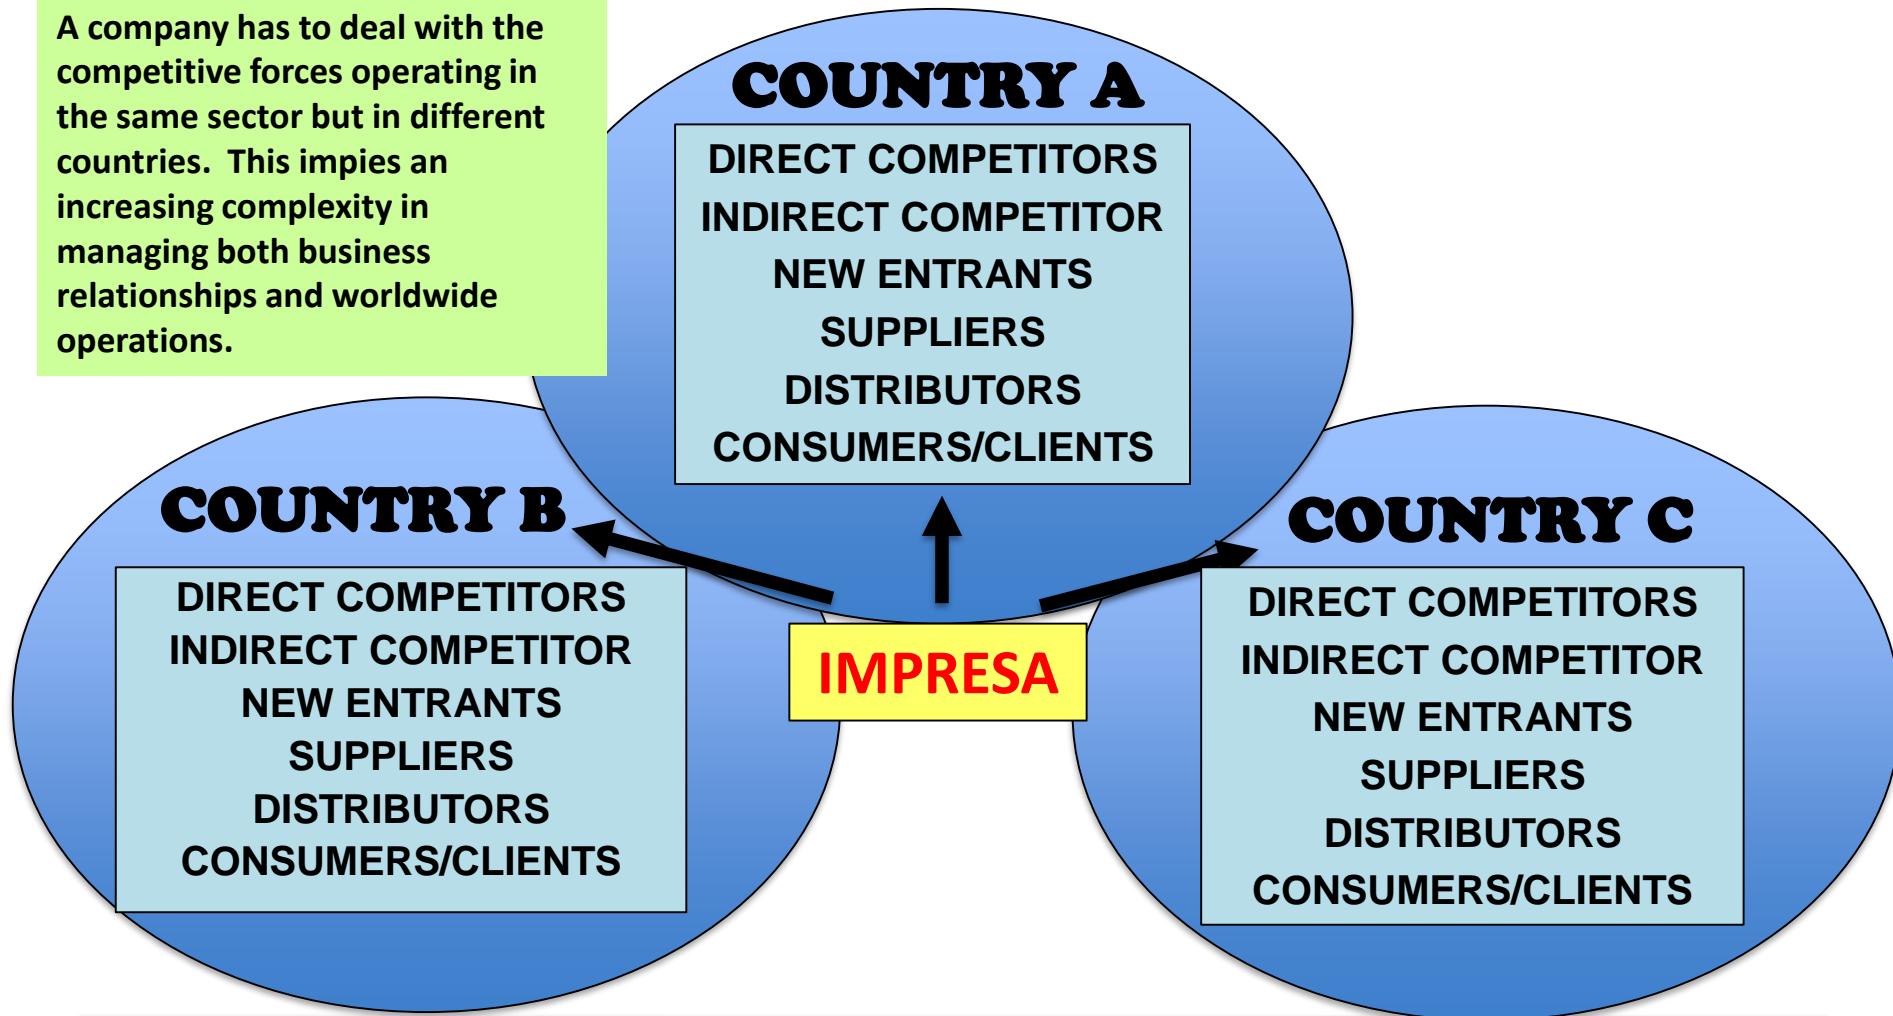 A company has to deal with the
competitive forces operating in
the same sector but in different
countries.  This impies an
increasing complexity in
managing both business
relationships and worldwide
operations.
COUNTRY A
DIRECT COMPETITORS
INDIRECT COMPETITOR
NEW ENTRANTS
SUPPLIERS
DISTRIBUTORS
CONSUMERS/CLIENTS
COUNTRY B
DIRECT COMPETITORS
INDIRECT COMPETITOR
NEW ENTRANTS
SUPPLIERS
DISTRIBUTORS
CONSUMERS/CLIENTS
IMPRESA
COUNTRY C
DIRECT COMPETITORS
INDIRECT COMPETITOR
NEW ENTRANTS
SUPPLIERS
DISTRIBUTORS
CONSUMERS/CLIENTS